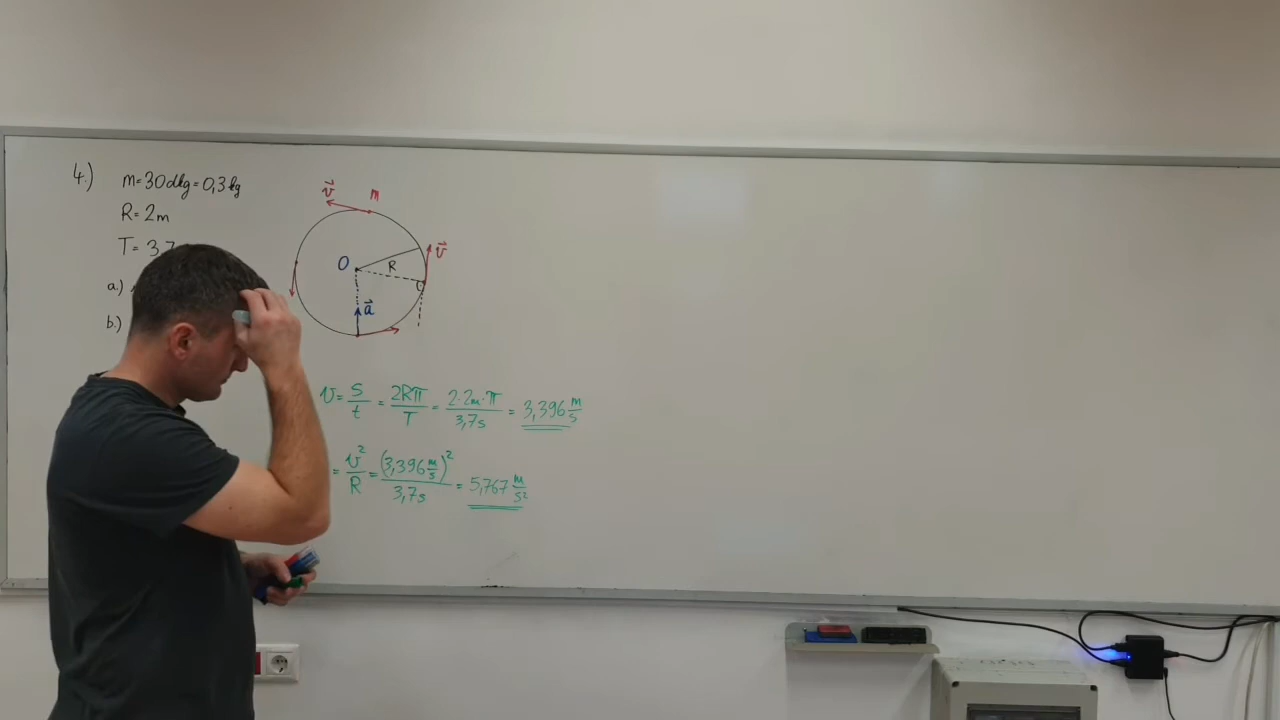 4.) m=30dkg=0,3kg
R=2m
T=3,7
a.)
b.)
v⃗ m
v⃗
O R
a⃗
v=s/t=2Rπ/T=2·2m·π/3,7s=3,396 m/s
=v²/R=(3,396 m/s)²/3,7s=5,767 m/s²